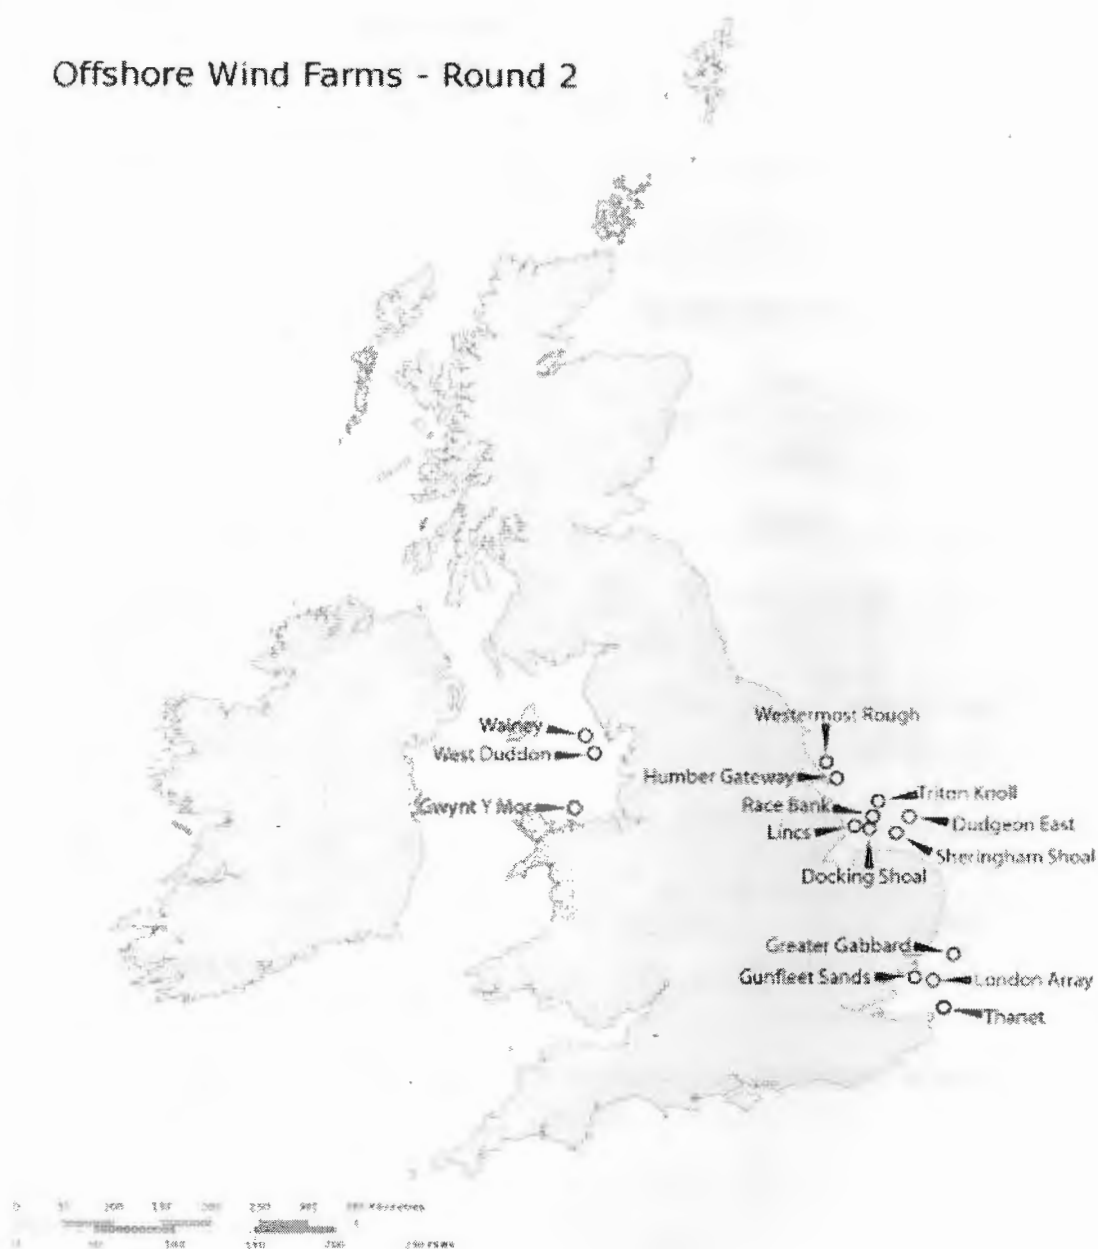 Offshore Wind Farms - Round 2
Westermost Rough
Walney
West Duddon
Humber Gateway
Triton Knoll
Gwynt Y Mor
Race Bank
Dudgeon East
Lincs
Sheringham Shoal
Docking Shoal
Greater Gabbard
Gunfleet Sands
London Array
Thanet